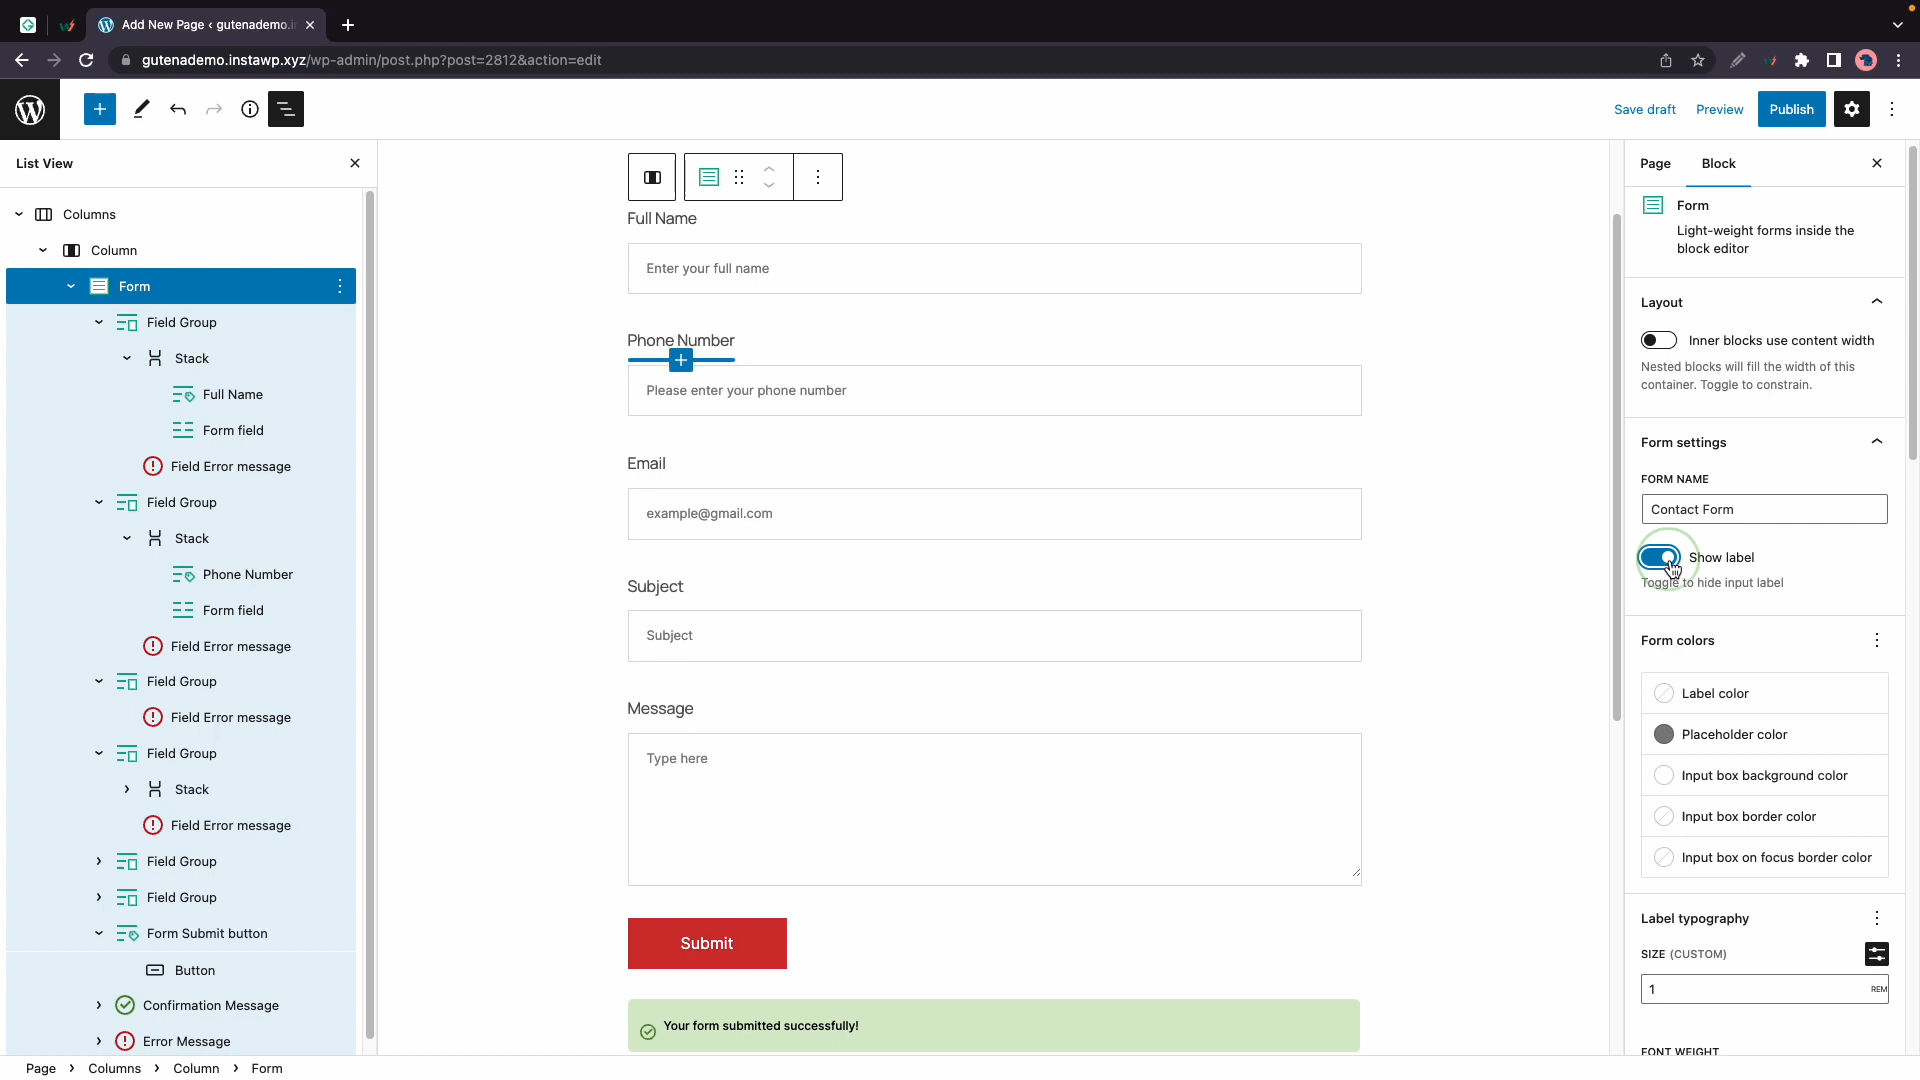 Add New Page ‹ gutenademo.i
gutenademo.instawp.xyz/wp-admin/post.php?post=2812&action=edit
Save draft
Preview
Publish
List View
Columns
Column
Form
Field Group
Stack
Full Name
Form field
Field Error message
Field Group
Stack
Phone Number
Form field
Field Error message
Field Group
Field Error message
Field Group
Stack
Field Error message
Field Group
Field Group
Form Submit button
Button
Confirmation Message
Error Message
Full Name
Enter your full name
Phone Number
Please enter your phone number
Email
example@gmail.com
Subject
Subject
Message
Type here
Submit
Your form submitted successfully!
Page
Block
Form
Light-weight forms inside the
block editor
Layout
Inner blocks use content width
Nested blocks will fill the width of this
container. Toggle to constrain.
Form settings
FORM NAME
Contact Form
Show label
Toggle to hide input label
Form colors
Label color
Placeholder color
Input box background color
Input box border color
Input box on focus border color
Label typography
SIZE (CUSTOM)
1
REM
FONT WEIGHT
Page › Columns › Column › Form